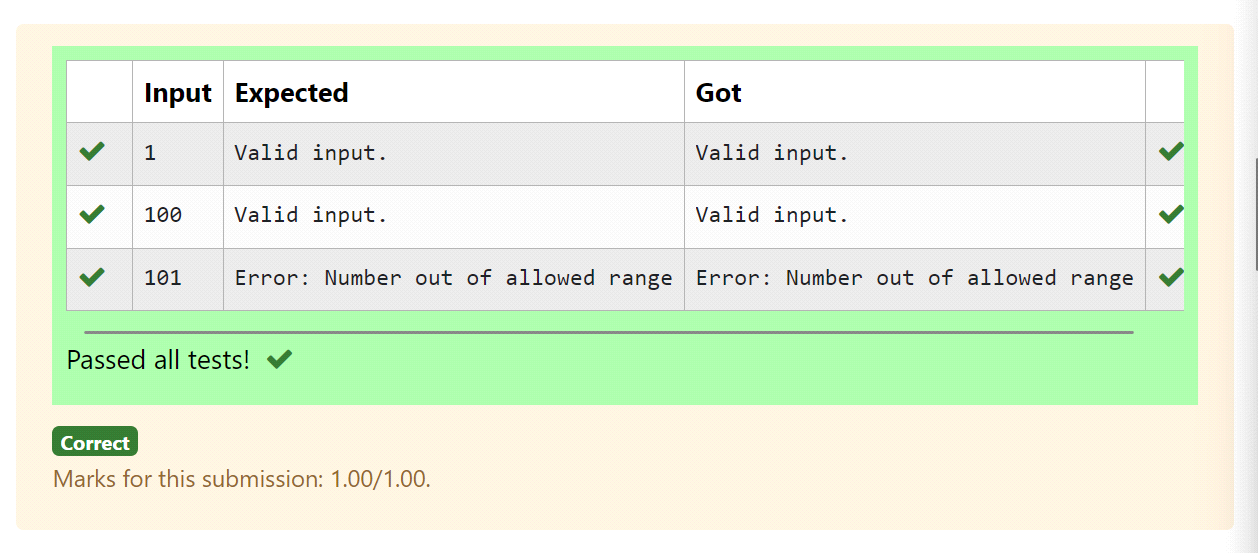 Input Expected Got
1 Valid input. Valid input.
100 Valid input. Valid input.
101 Error: Number out of allowed range Error: Number out of allowed range
Passed all tests!
Correct
Marks for this submission: 1.00/1.00.